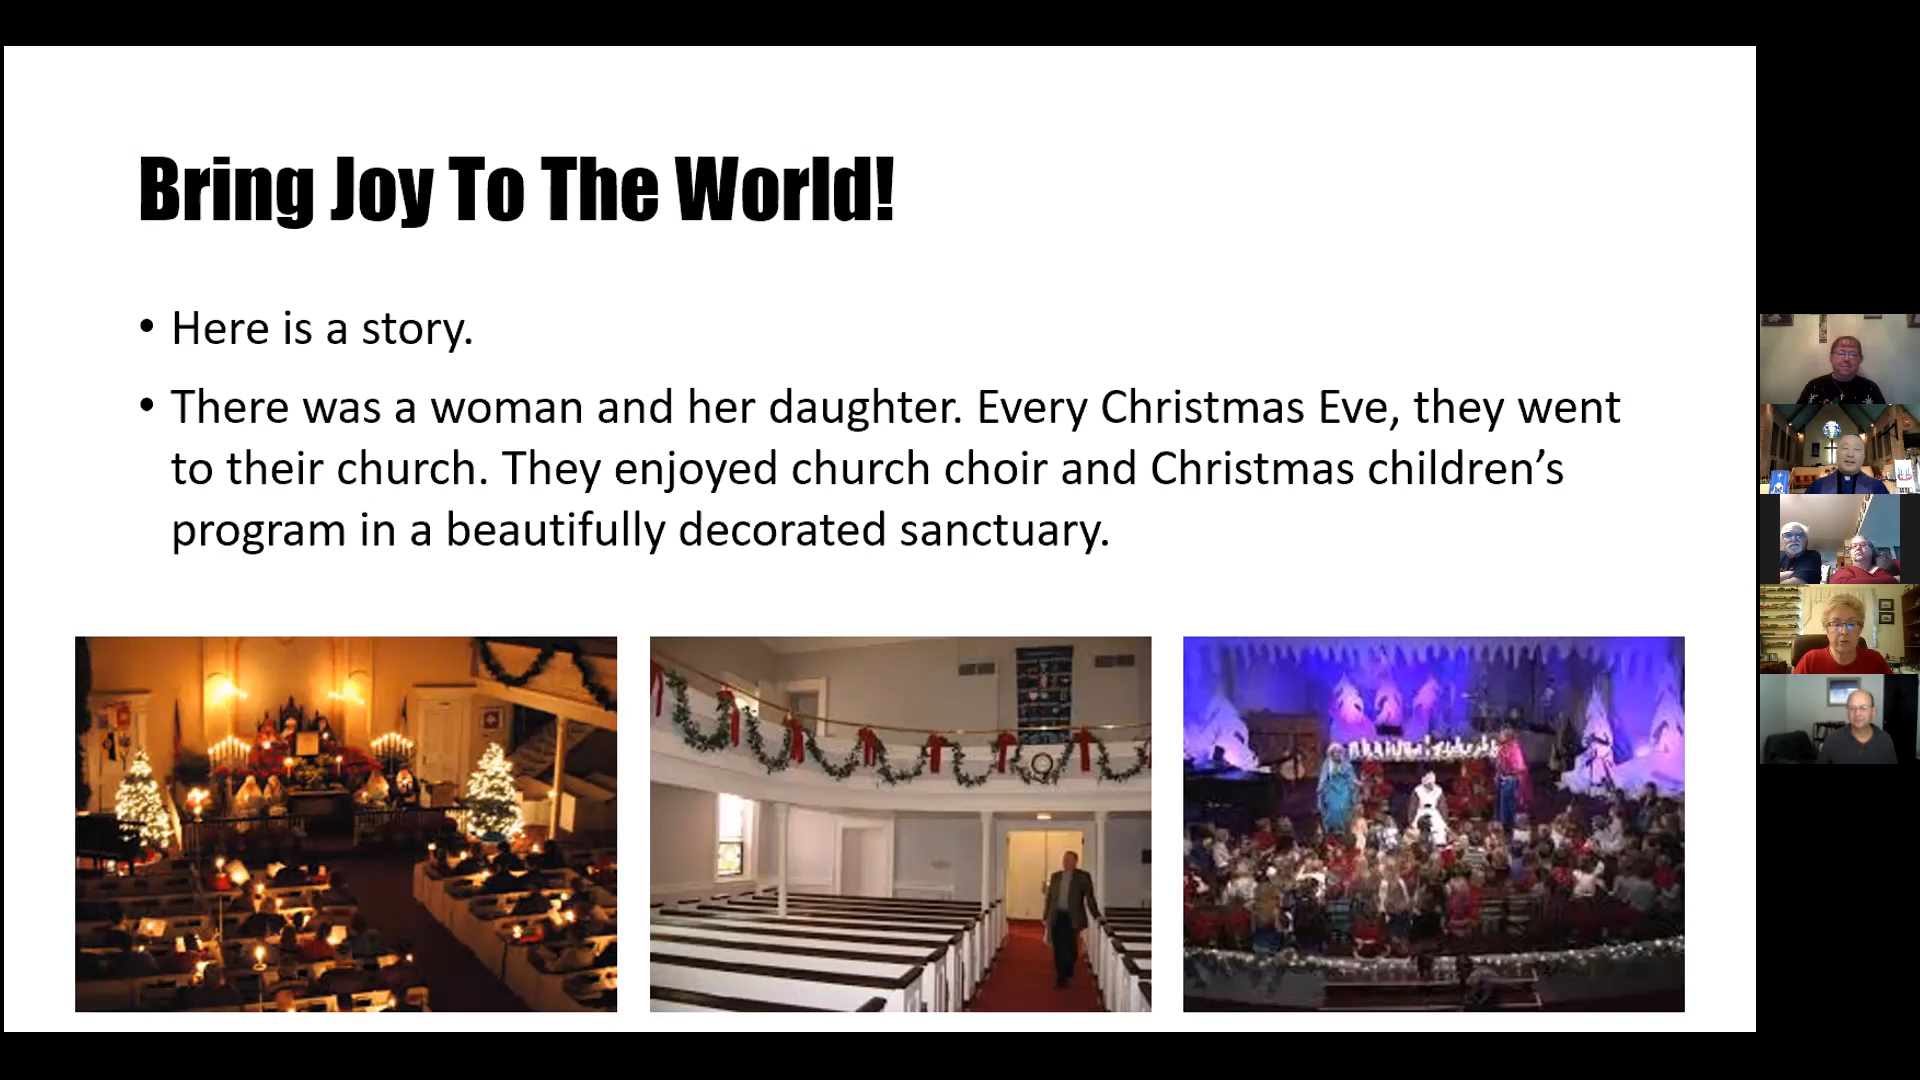 Bring Joy To The World!
• Here is a story.
• There was a woman and her daughter. Every Christmas Eve, they went
to their church. They enjoyed church choir and Christmas children’s
program in a beautifully decorated sanctuary.